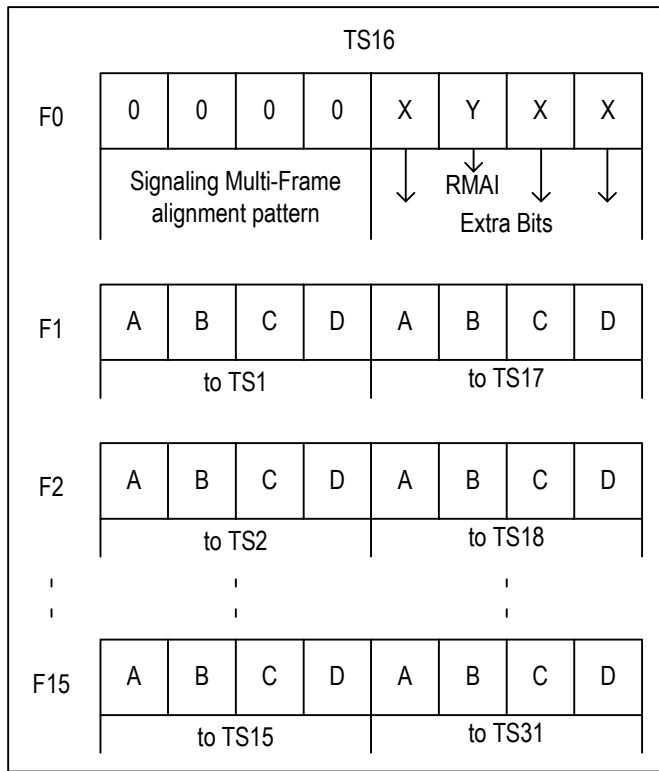 TS16
F0 0 0 0 0 X Y X X
Signaling Multi-Frame
alignment pattern
RMAI
Extra Bits
F1 A B C D A B C D
to TS1 to TS17
F2 A B C D A B C D
to TS2 to TS18
F15 A B C D A B C D
to TS15 to TS31